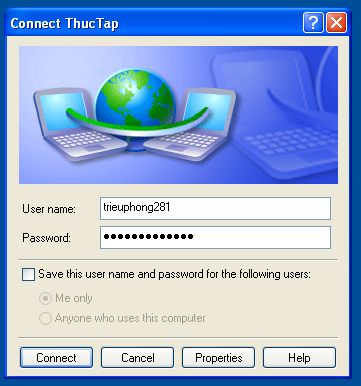 Connect ThucTap
User name: trieuphong281
Password: •••••••••••••
Save this user name and password for the following users:
Me only
Anyone who uses this computer
Connect Cancel Properties Help